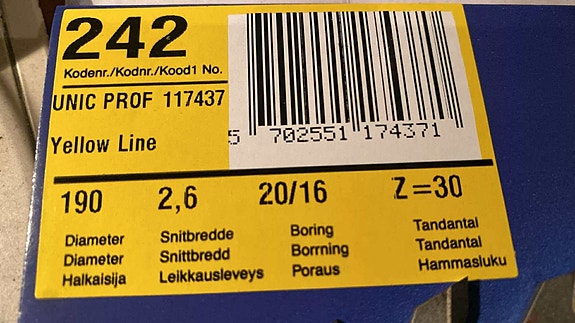 242
Kodenr./Kodnr./Kood1 No.
UNIC PROF 117437
Yellow Line
5 702551 174371
190 2,6 20/16 Z=30
Diameter Snitbredde Boring Tandantal
Diameter Snittbredd Borrning Tandantal
Halkaisija Leikkausleveys Poraus Hammasluku